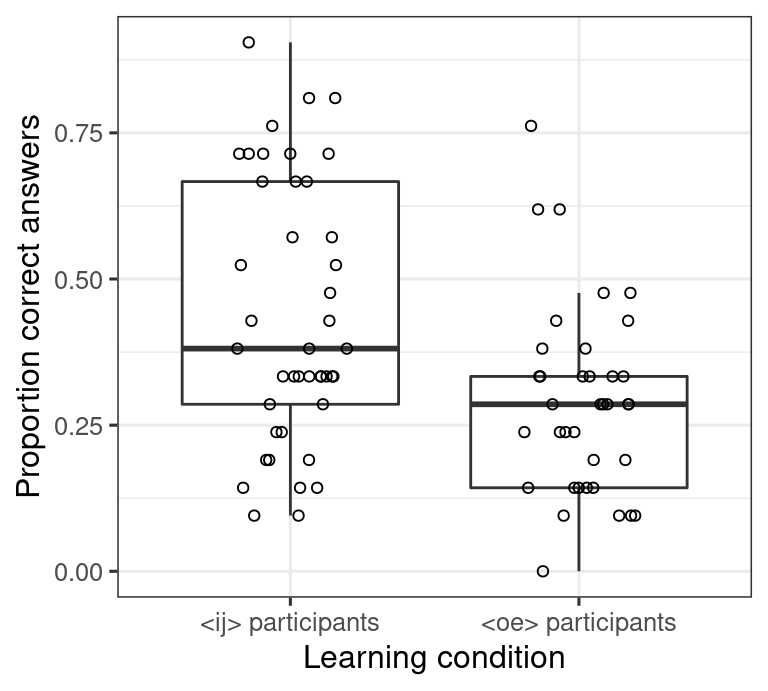 Proportion correct answers
0.75
0.50
0.25
0.00
<ij> participants
<oe> participants
Learning condition